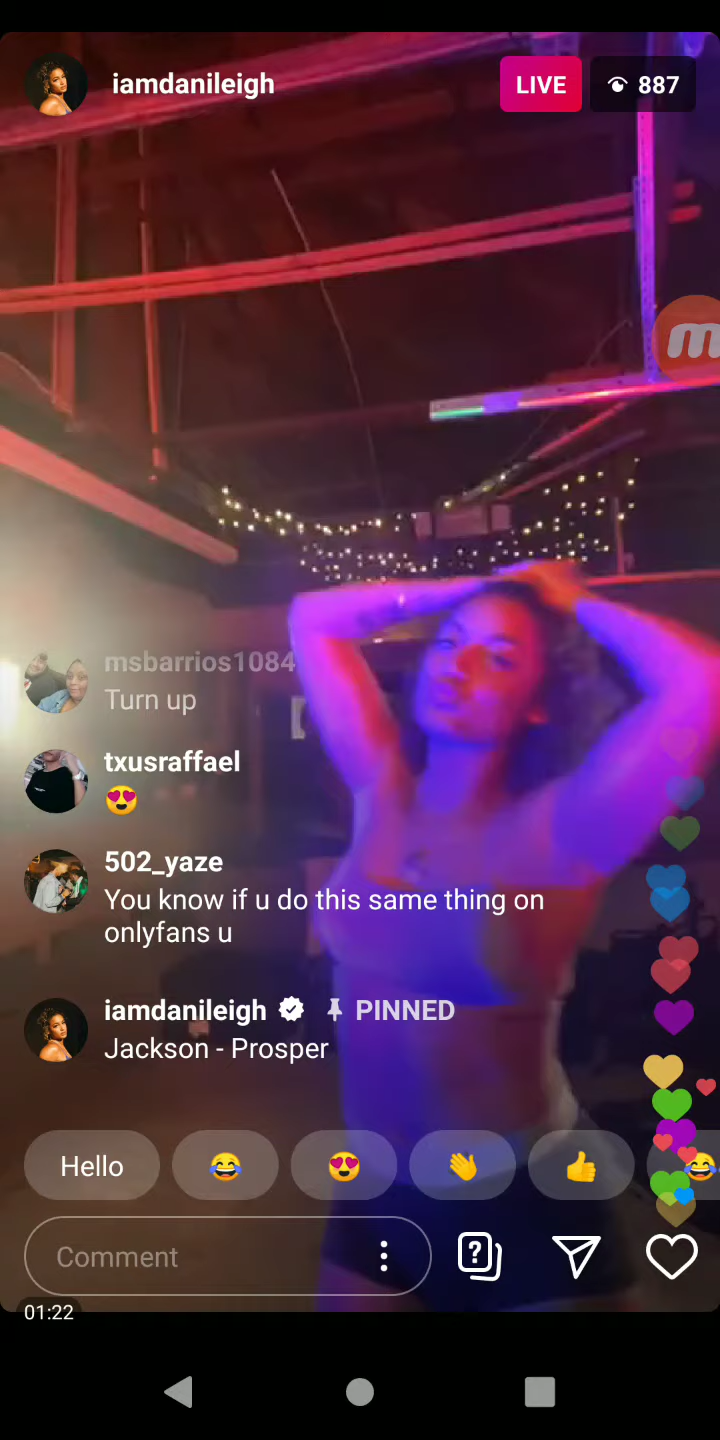 iamdanileigh
LIVE
887
m
msbarrios1084
Turn up
txusraffael
😍
502_yaze
You know if u do this same thing on
onlyfans u
iamdanileigh PINNED
Jackson - Prosper
Hello 😂 😍 👋 👍 😂
Comment
01:22